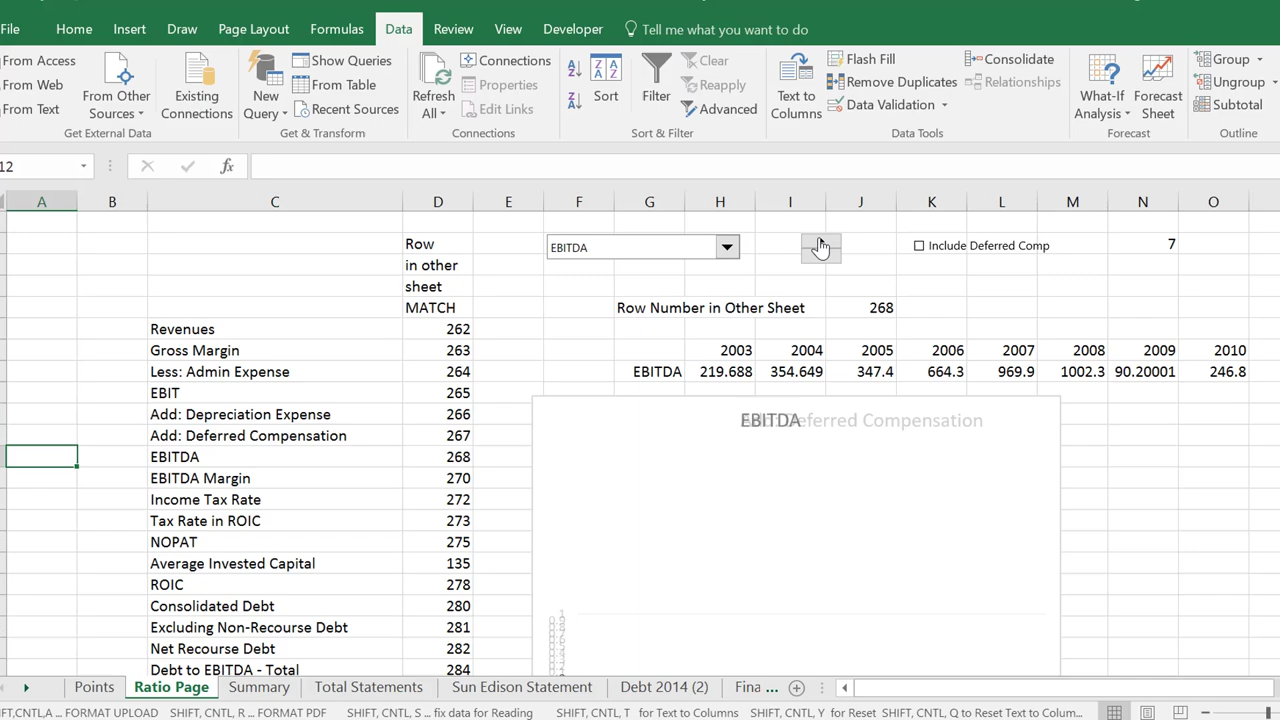 File Home Insert Draw Page Layout Formulas Data Review View Developer Tell me what you want to do
From Access
From Web
From Text
From Other
Sources
Existing
Connections
Get External Data
New
Query
Show Queries
From Table
Recent Sources
Get & Transform
Refresh
All
Connections
Properties
Edit Links
Connections
Sort
Filter
Clear
Reapply
Advanced
Sort & Filter
Text to
Columns
Flash Fill
Remove Duplicates
Data Validation
Consolidate
Relationships
Data Tools
What-If
Analysis
Forecast
Sheet
Forecast
Group
Ungroup
Subtotal
Outline
12 fx
A B C D E F G H I J K L M N O
Row EBITDA Include Deferred Comp 7
in other
sheet
MATCH Row Number in Other Sheet 268
Revenues 262
Gross Margin 263 2003 2004 2005 2006 2007 2008 2009 2010
Less: Admin Expense 264 EBITDA 219.688 354.649 347.4 664.3 969.9 1002.3 90.20001 246.8
EBIT 265
Add: Depreciation Expense 266 EBITDA Deferred Compensation
Add: Deferred Compensation 267
EBITDA 268
EBITDA Margin 270
Income Tax Rate 272
Tax Rate in ROIC 273
NOPAT 275
Average Invested Capital 135
ROIC 278
Consolidated Debt 280
Excluding Non-Recourse Debt 281
Net Recourse Debt 282
Debt to EBITDA - Total 284
Points Ratio Page Summary Total Statements Sun Edison Statement Debt 2014 (2) Fina ...
SHIFT,CNTL,A ... FORMAT UPLOAD SHIFT, CNTL, R ... FORMAT PDF SHIFT, CNTL, S ... fix data for Reading SHIFT, CNTL, T for Text to Columns SHIFT, CNTL, Y for Reset SHIFT, CNTL, Q to Reset Text to Colum...